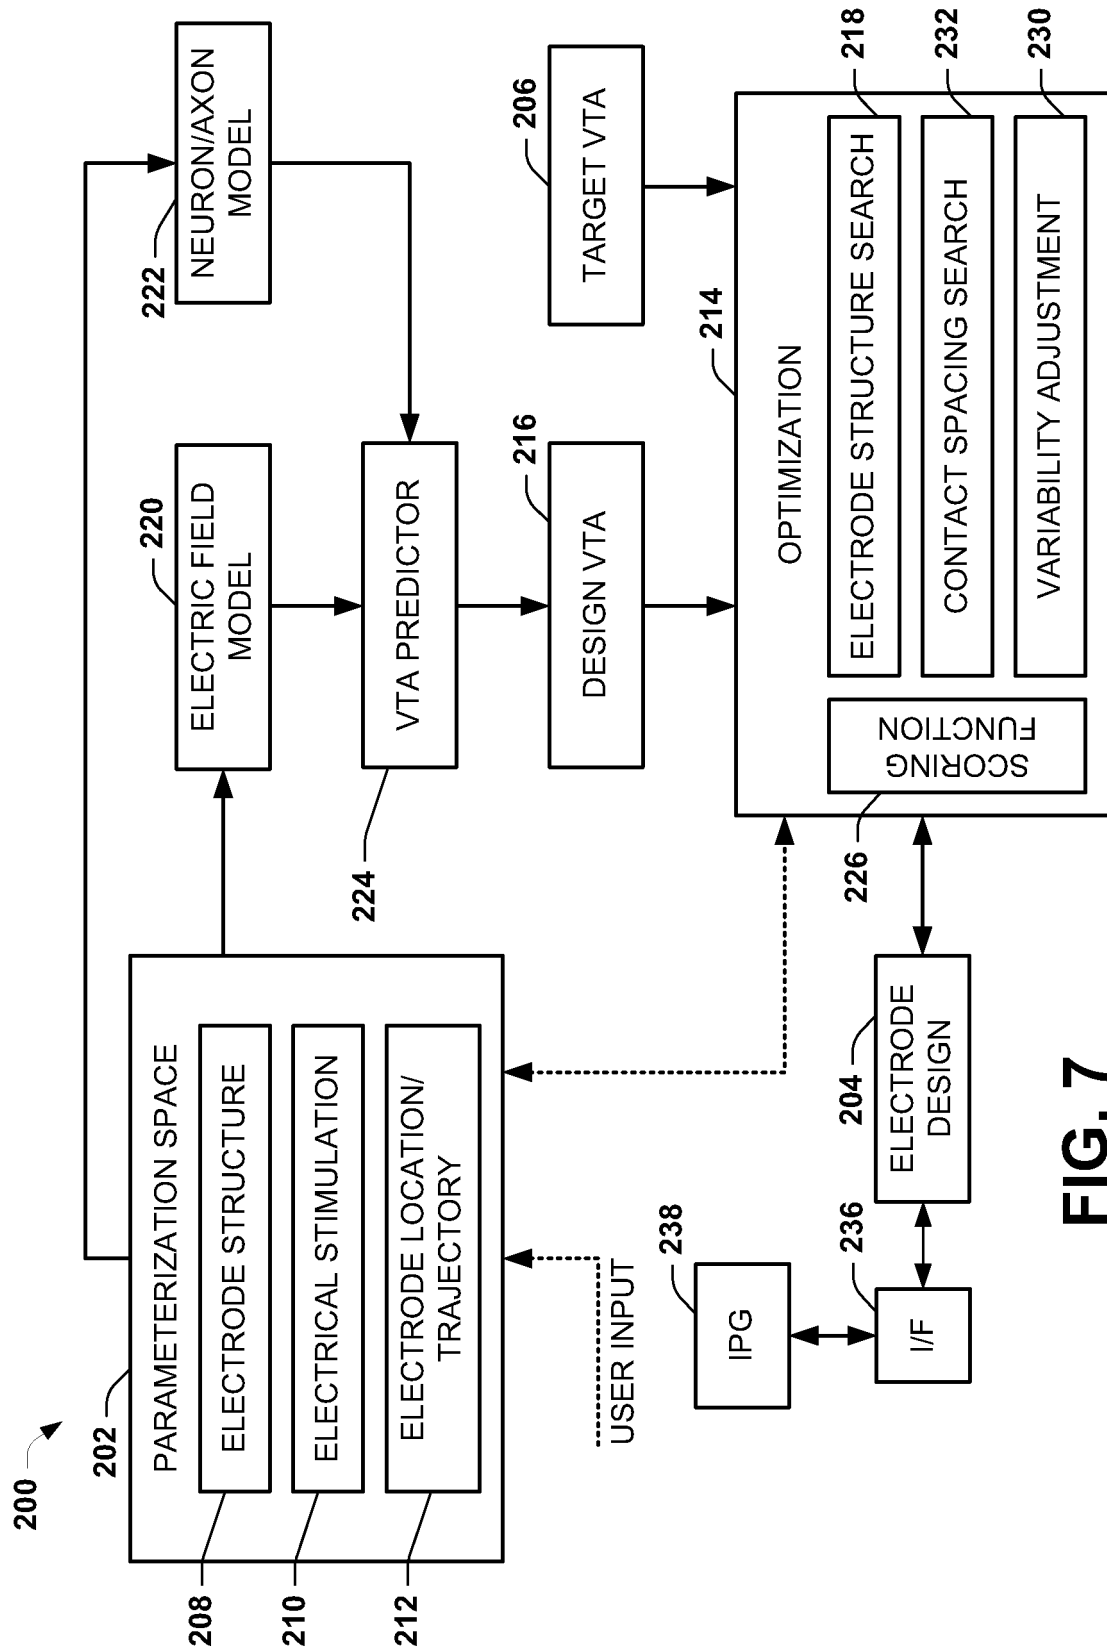 200
202
PARAMETERIZATION SPACE
ELECTRODE STRUCTURE
208
ELECTRICAL STIMULATION
210
ELECTRODE LOCATION/
TRAJECTORY
212
USER INPUT
220
ELECTRIC FIELD
MODEL
222
NEURON/AXON
MODEL
VTA PREDICTOR
224
216
DESIGN VTA
206
TARGET VTA
214
OPTIMIZATION
ELECTRODE STRUCTURE SEARCH
218
CONTACT SPACING SEARCH
232
VARIABILITY ADJUSTMENT
230
SCORING
FUNCTION
226
238
IPG
236
I/F
204
ELECTRODE
DESIGN
FIG. 7